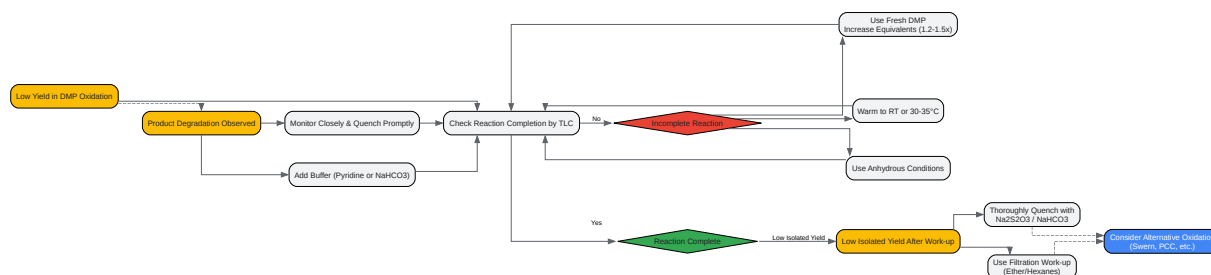 Use Fresh DMP
Increase Equivalents (1.2-1.5x)
Low Yield in DMP Oxidation
Product Degradation Observed
Monitor Closely & Quench Promptly
Check Reaction Completion by TLC
No
Incomplete Reaction
Warm to RT or 30-35°C
Add Buffer (Pyridine or NaHCO3)
Use Anhydrous Conditions
Yes
Reaction Complete
Low Isolated Yield
Low Isolated Yield After Work-up
Thoroughly Quench with
Na2S2O3 / NaHCO3
Consider Alternative Oxidation
(Swern, PCC, etc.)
Use Filtration Work-up
(Ether/Hexanes)